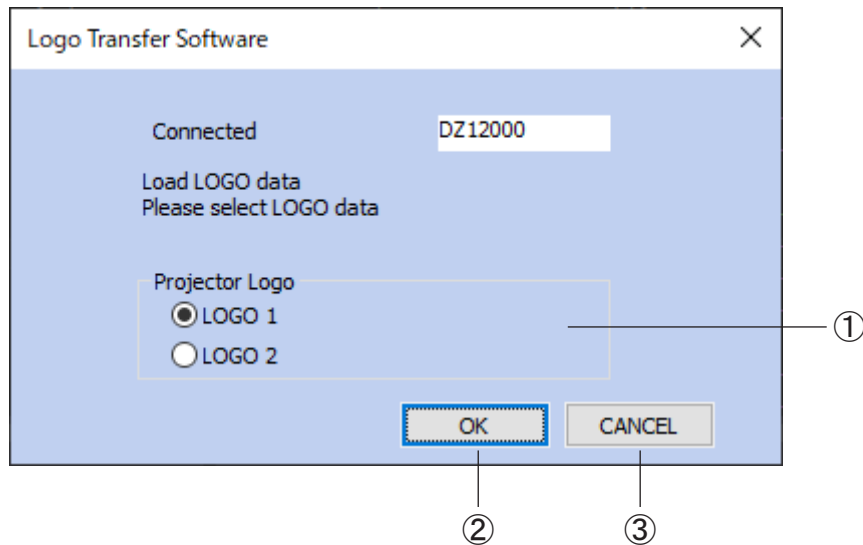 Logo Transfer Software
Connected DZ12000
Load LOGO data
Please select LOGO data
Projector Logo
LOGO 1
①
LOGO 2
OK CANCEL
② ③